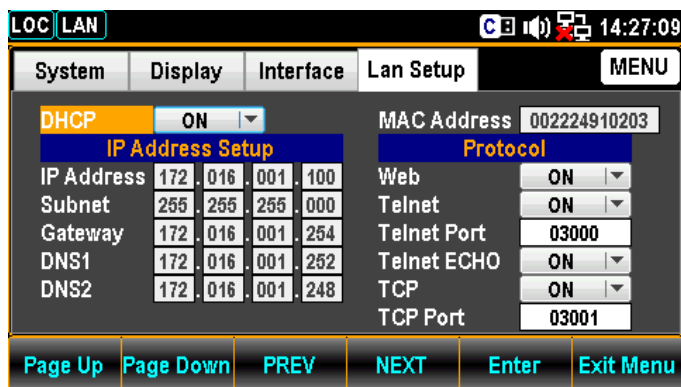 LOC LAN C 14:27:09
System Display Interface Lan Setup MENU
DHCP ON MAC Address 002224910203
IP Address Setup Protocol
IP Address 172 . 016 . 001 . 100 Web ON
Subnet 255 . 255 . 255 . 000 Telnet ON
Gateway 172 . 016 . 001 . 254 Telnet Port 03000
DNS1 172 . 016 . 001 . 252 Telnet ECHO ON
DNS2 172 . 016 . 001 . 248 TCP ON
TCP Port 03001
Page Up Page Down PREV NEXT Enter Exit Menu